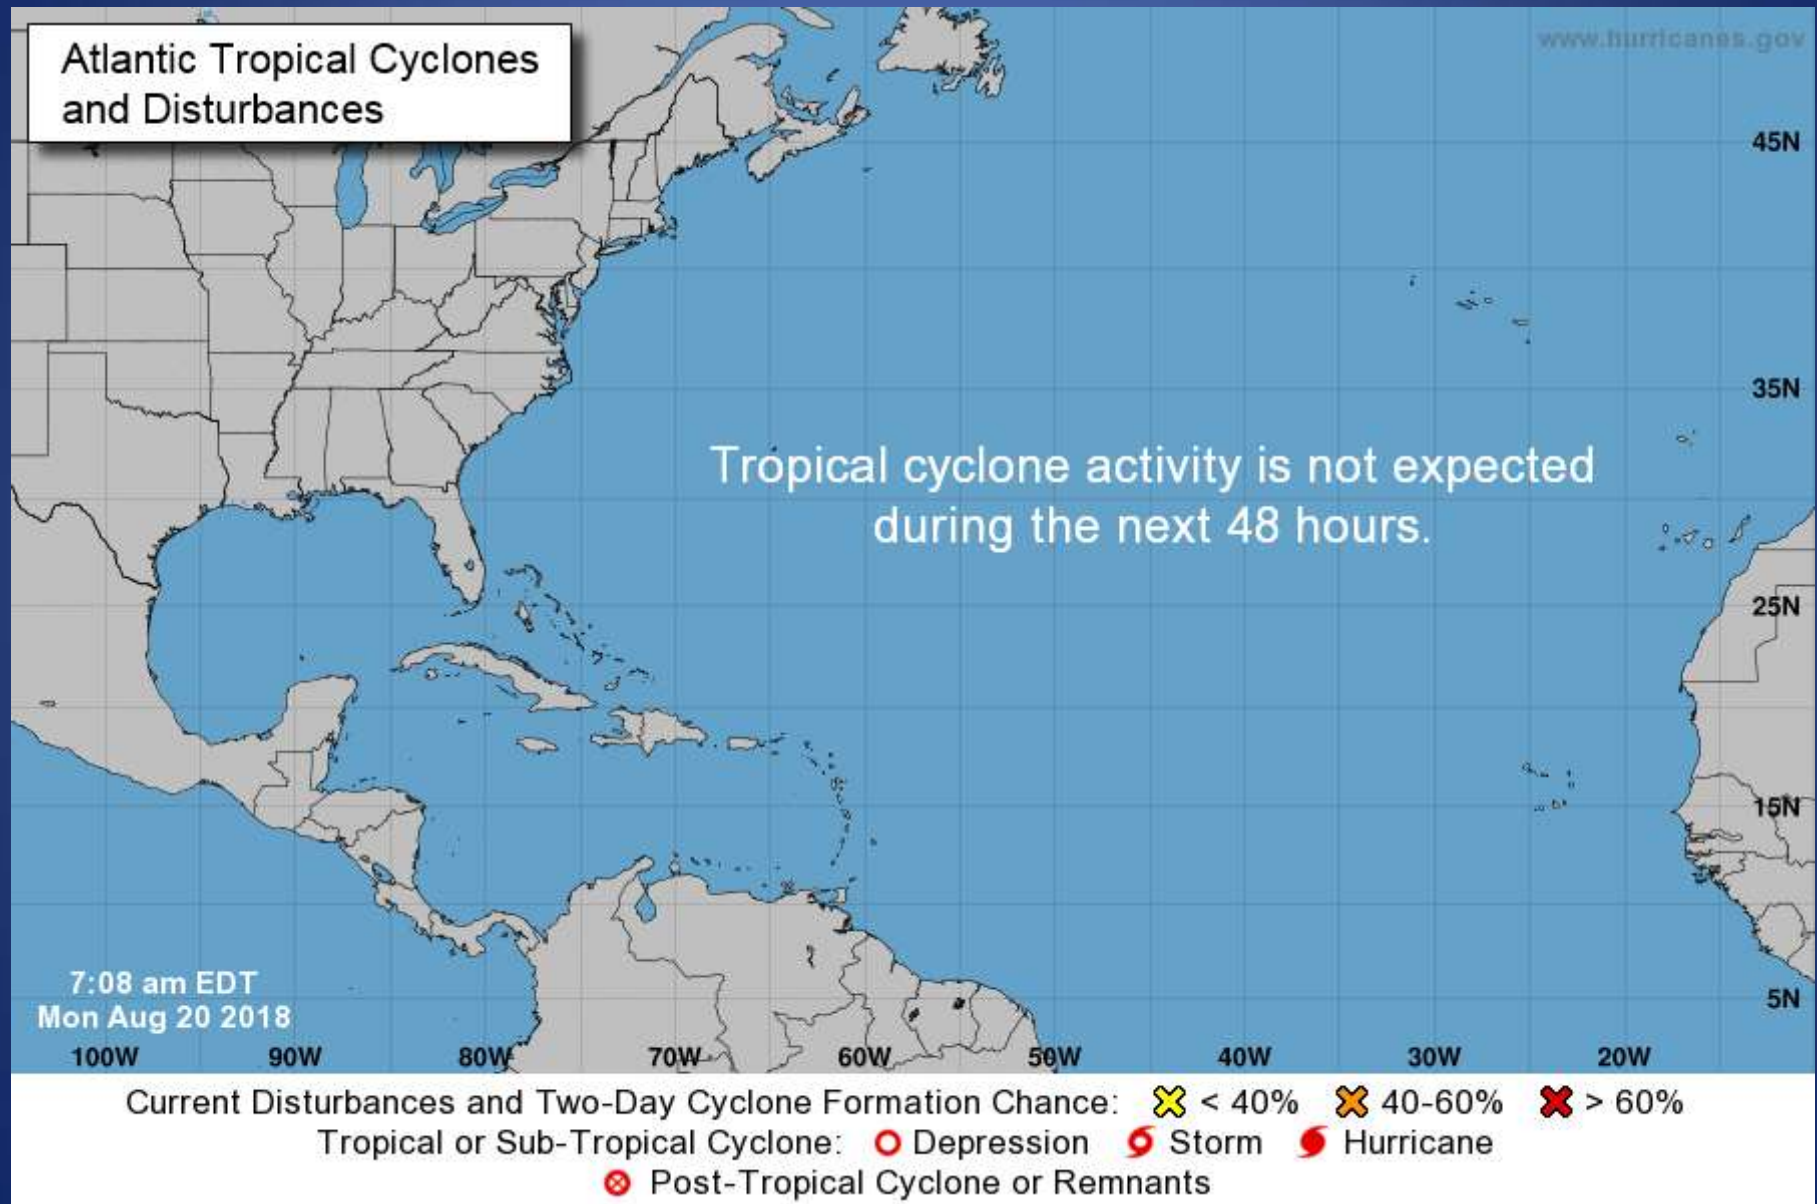 Atlantic Tropical Cyclones
and Disturbances
www.hurricanes.gov
45N
35N
Tropical cyclone activity is not expected
during the next 48 hours.
25N
15N
5N
7:08 am EDT
Mon Aug 20 2018
100W 90W 80W 70W 60W 50W 40W 30W 20W
Current Disturbances and Two-Day Cyclone Formation Chance: < 40% 40-60% > 60%
Tropical or Sub-Tropical Cyclone: Depression Storm Hurricane
Post-Tropical Cyclone or Remnants